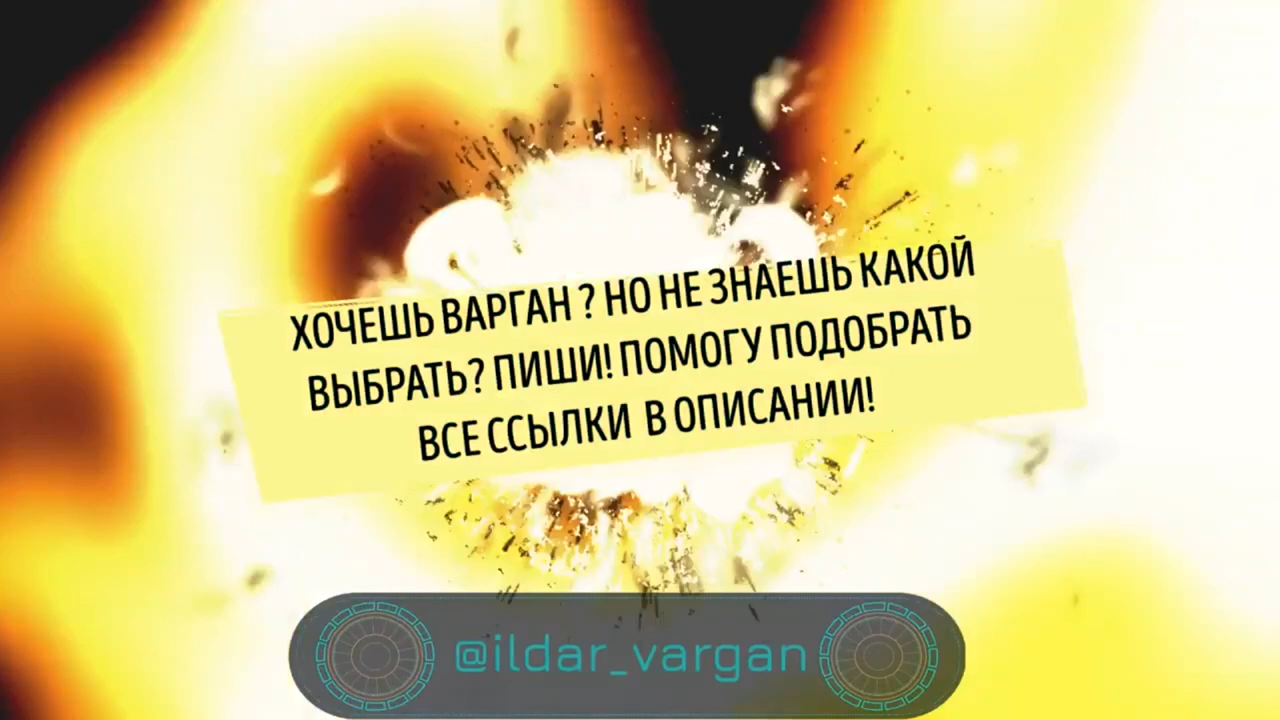 ХОЧЕШЬ ВАРГАН ? НО НЕ ЗНАЕШЬ КАКОЙ
ВЫБРАТЬ? ПИШИ! ПОМОГУ ПОДОБРАТЬ
ВСЕ ССЫЛКИ В ОПИСАНИИ!
@ildar_vargan